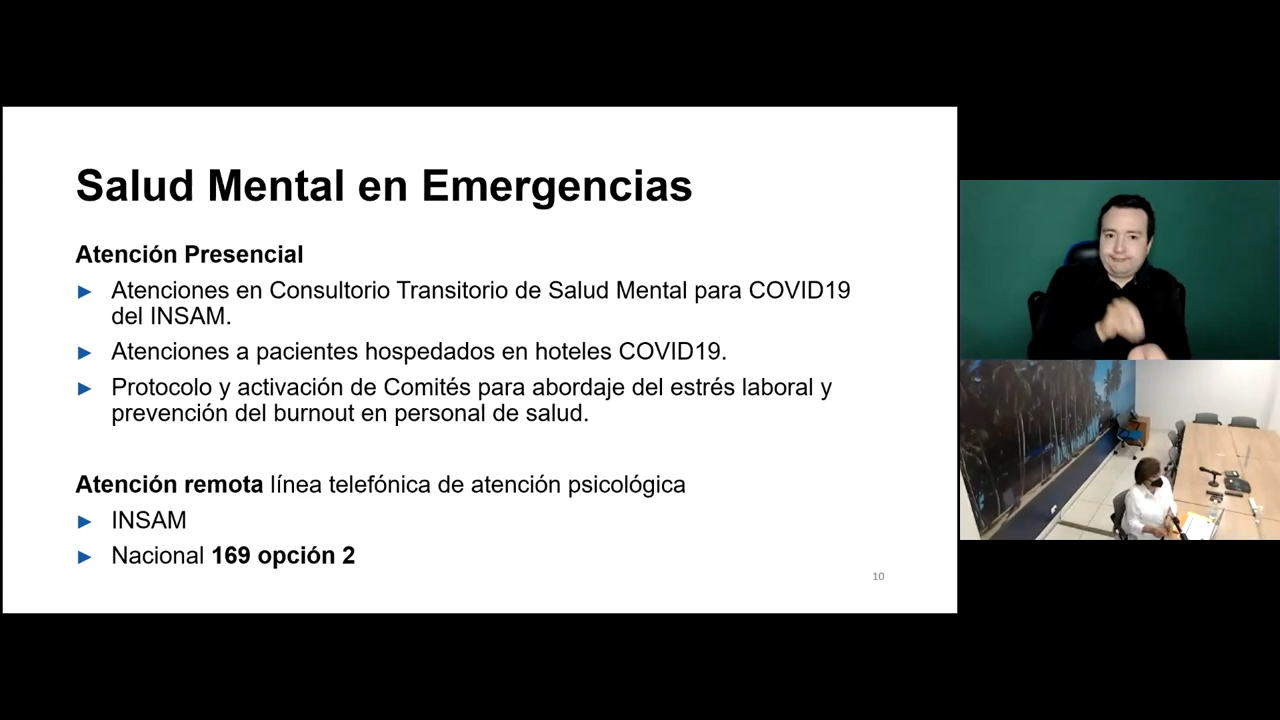 Salud Mental en Emergencias
Atención Presencial
► Atenciones en Consultorio Transitorio de Salud Mental para COVID19
del INSAM.
► Atenciones a pacientes hospedados en hoteles COVID19.
► Protocolo y activación de Comités para abordaje del estrés laboral y
prevención del burnout en personal de salud.
Atención remota línea telefónica de atención psicológica
► INSAM
► Nacional 169 opción 2
10